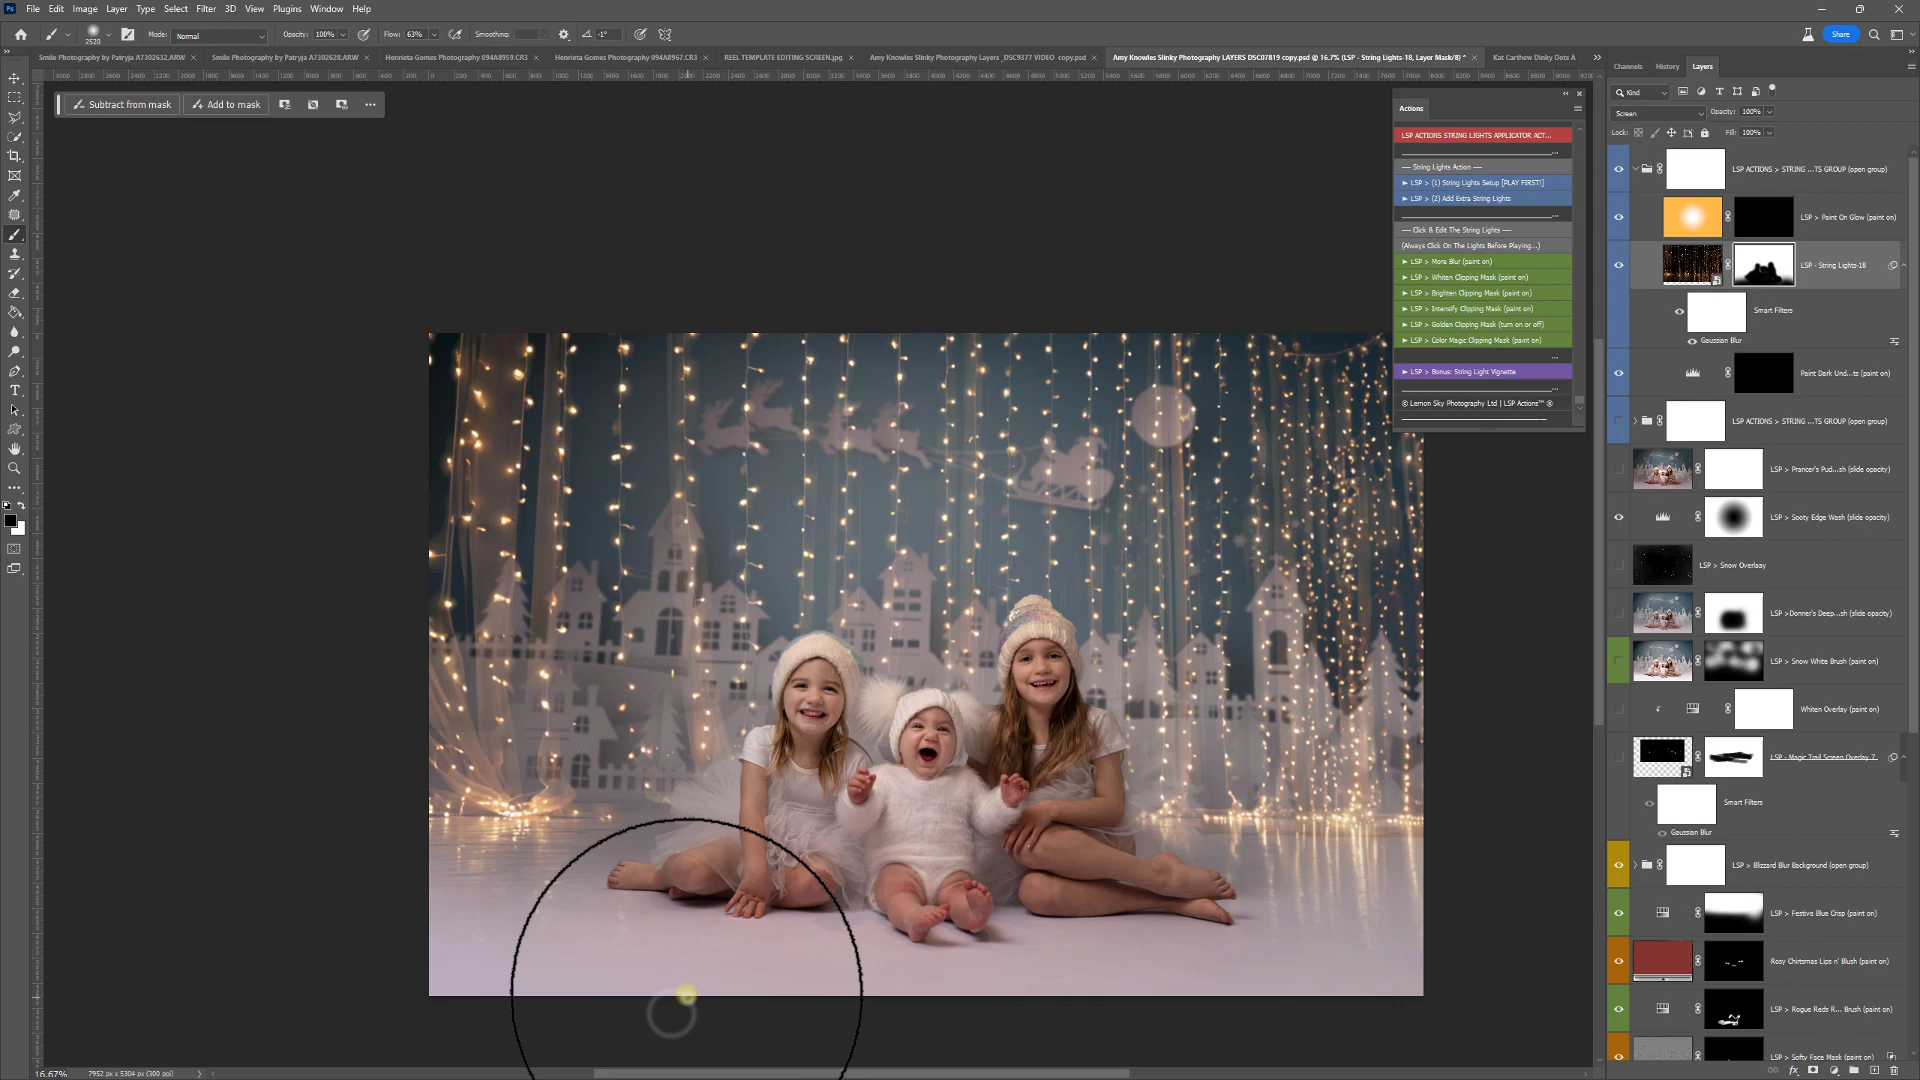 File Edit Image Layer Type Select Filter 3D View Plugins Window Help
2520 Mode: Normal Opacity: 100% Flow: 63% Smoothing: -1° Share
Smile Photography by Patryja A7302632.ARW × Smile Photography by Patryja A7302628.ARW × Henrieta Gomes Photography 094A8959.CR3 × Henrieta Gomes Photography 094A8967.CR3 × REEL TEMPLATE EDITING SCREEN.jpg × Amy Knowles Slinky Photography Layers _DSC9377 VIDEO copy.psd × Amy Knowles Slinky Photography LAYERS DSC07819 copy.psd @ 16.7% (LSP - String Lights-18, Layer Mask/8) * × Kat Carthew Dinky Dots A
Subtract from mask Add to mask
Actions
LSP ACTIONS STRING LIGHTS APPLICATOR ACT...
---- String Lights Action ----
LSP > (1) String Lights Setup [PLAY FIRST!]
LSP > (2) Add Extra String Lights
---- Click & Edit The String Lights ----
(Always Click On The Lights Before Playing...)
LSP > More Blur (paint on)
LSP > Whiten Clipping Mask (paint on)
LSP > Brighten Clipping Mask (paint on)
LSP > Intensify Clipping Mask (paint on)
LSP > Golden Clipping Mask (turn on or off)
LSP > Color Magic Clipping Mask (paint on)
LSP > Bonus: String Light Vignette
© Lemon Sky Photography Ltd | LSP Actions™ ®
Channels History Layers
Kind
Screen Opacity: 100%
Lock: Fill: 100%
LSP ACTIONS > STRING ...TS GROUP (open group)
LSP > Paint On Glow (paint on)
LSP - String Lights-18
Smart Filters
Gaussian Blur
Paint Dark Und...ts (paint on)
LSP ACTIONS > STRING ...TS GROUP (open group)
LSP > Prancer's Pud...sh (slide opacity)
LSP > Sooty Edge Wash (slide opacity)
LSP > Snow Overlaay
LSP >Donner's Deep...sh (slide opacity)
LSP > Snow White Brush (paint on)
Whiten Overlay (paint on)
LSP - Magic Trail Screen Overlay 7
Smart Filters
Gaussian Blur
LSP > Blizzard Blur Background (open group)
LSP > Festive Blue Crisp (paint on)
Rosy Chirtsmas Lips n' Blush (paint on)
LSP > Rogue Reds R... Brush (paint on)
LSP > Softy Face Mask (paint on)
16.67% 7952 px x 5304 px (300 ppi)